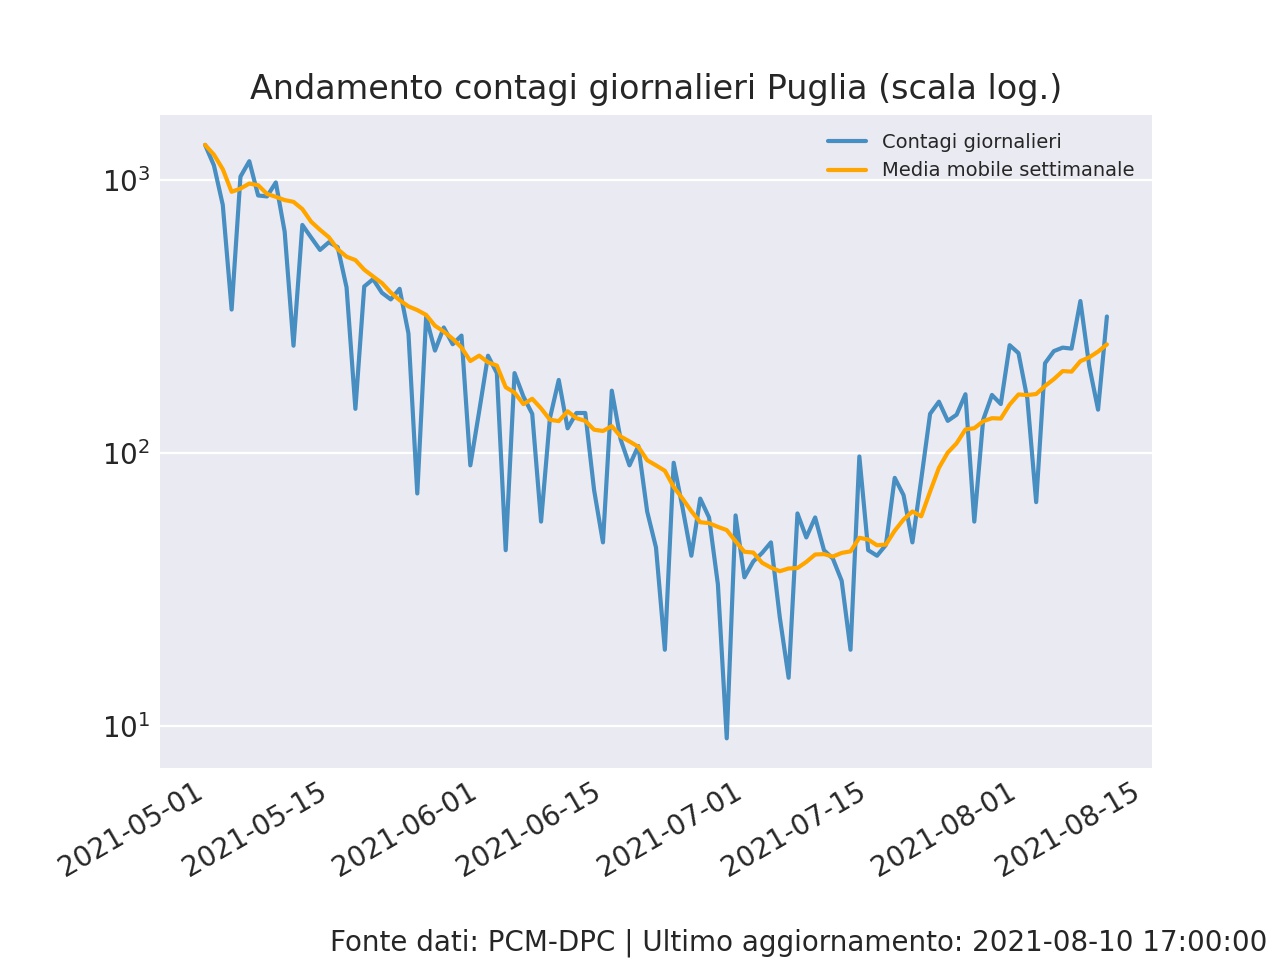 Andamento contagi giornalieri Puglia (scala log.)
Contagi giornalieri
Media mobile settimanale
10³
10²
10¹
2021-05-01
2021-05-15
2021-06-01
2021-06-15
2021-07-01
2021-07-15
2021-08-01
2021-08-15
Fonte dati: PCM-DPC | Ultimo aggiornamento: 2021-08-10 17:00:00